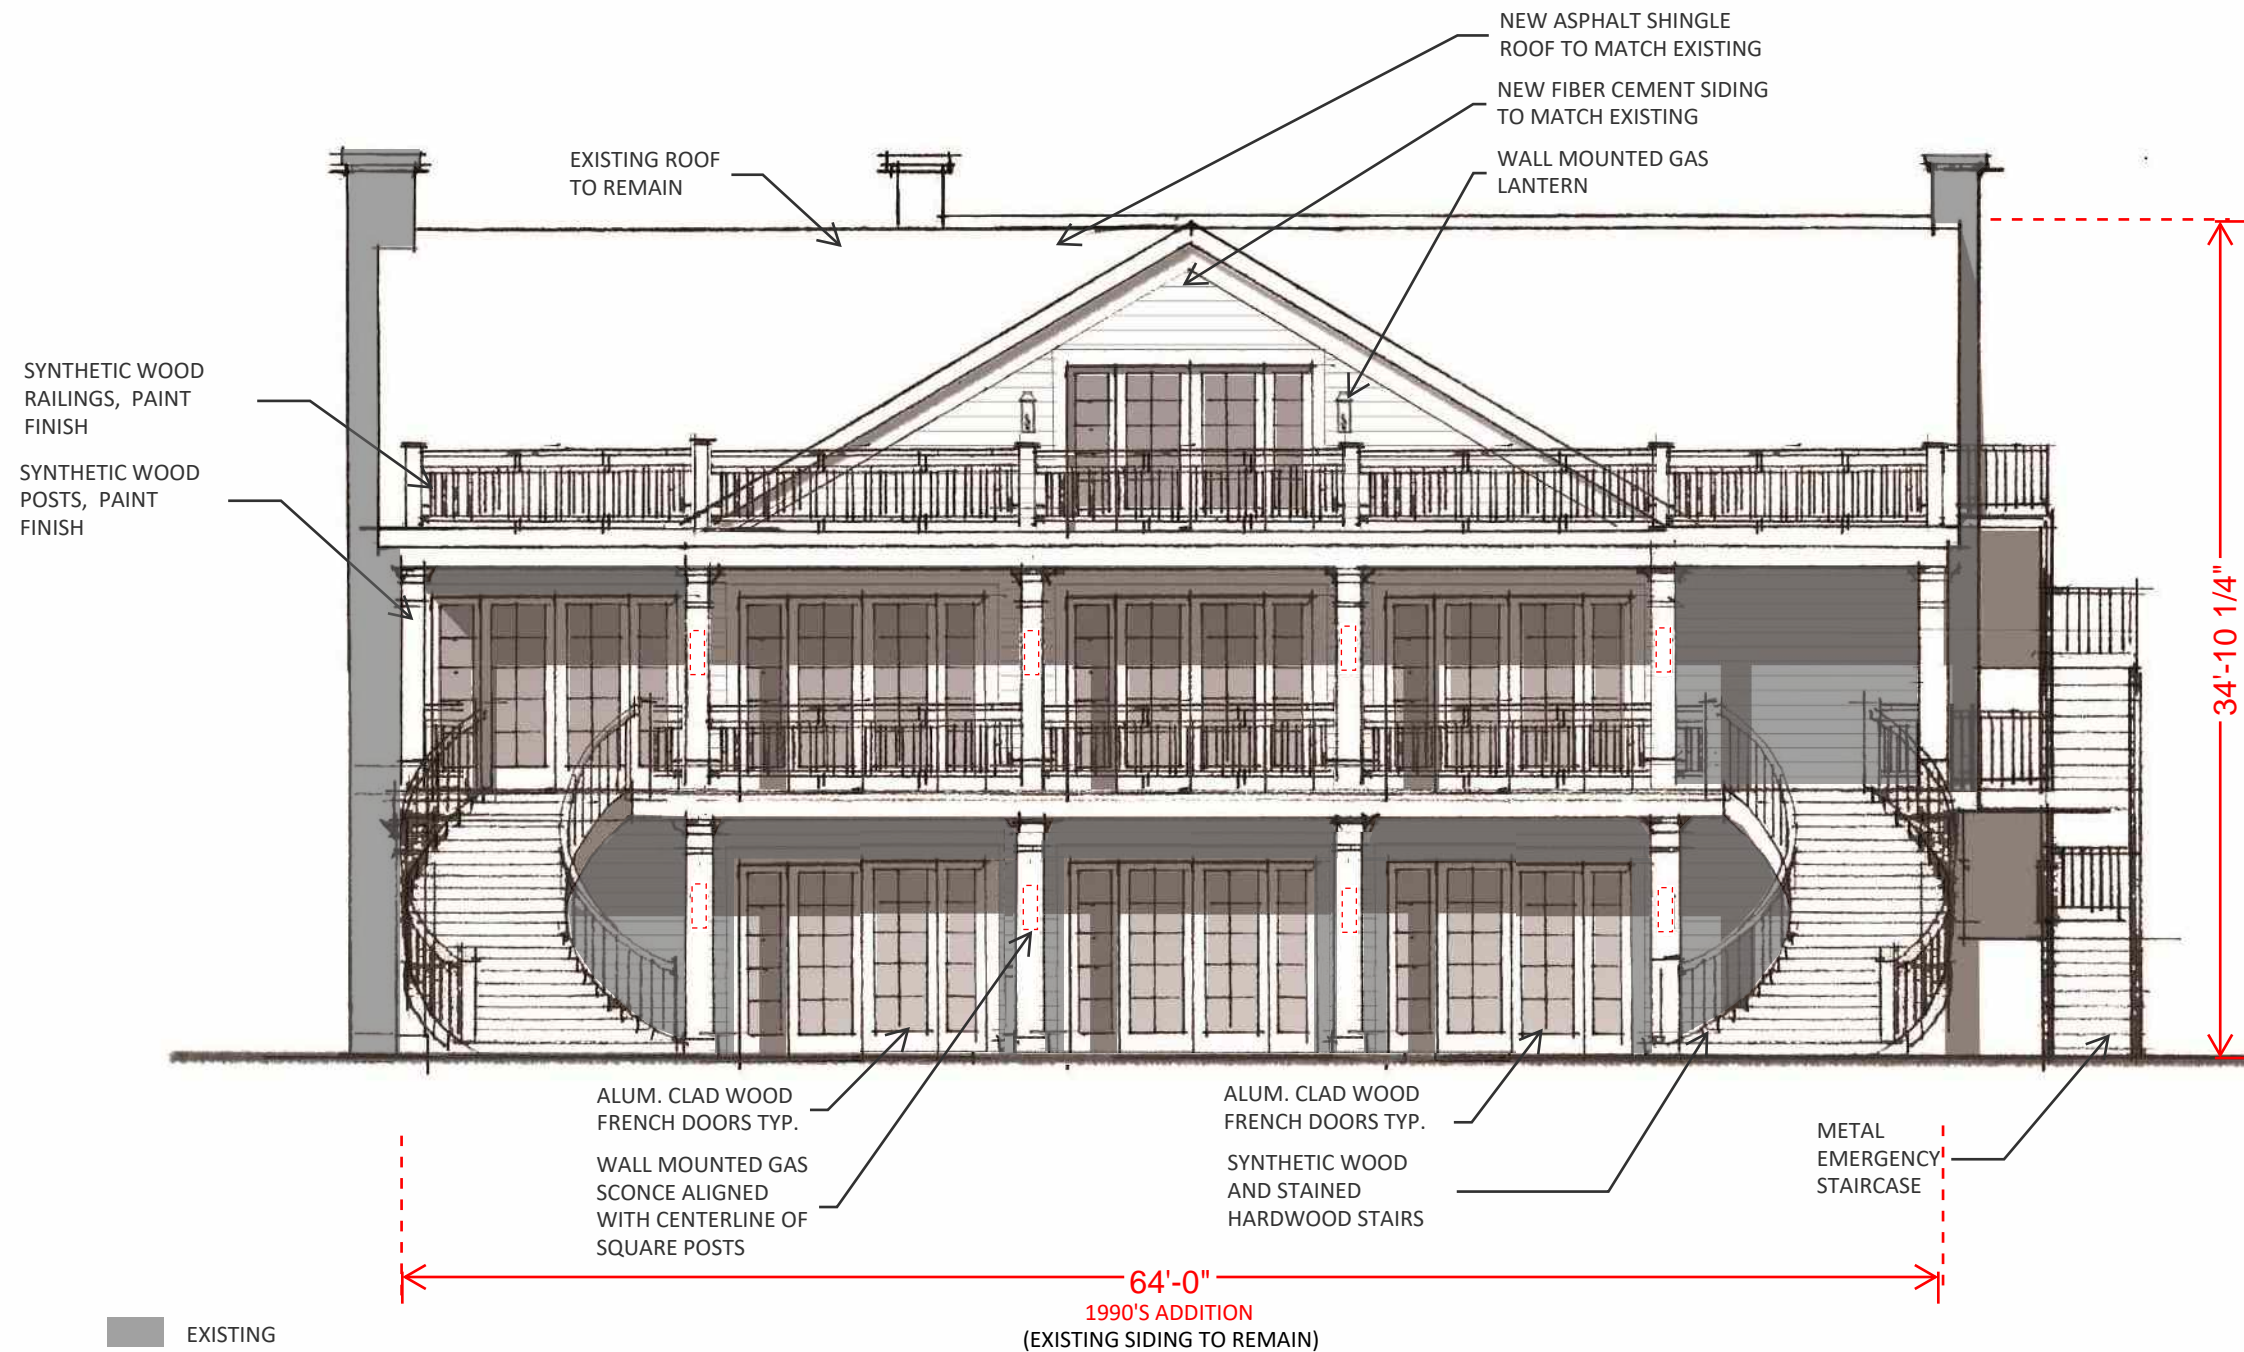 NEW ASPHALT SHINGLE
ROOF TO MATCH EXISTING
NEW FIBER CEMENT SIDING
TO MATCH EXISTING
WALL MOUNTED GAS
LANTERN
EXISTING ROOF
TO REMAIN
SYNTHETIC WOOD
RAILINGS, PAINT
FINISH
SYNTHETIC WOOD
POSTS, PAINT
FINISH
34'-10 1/4"
ALUM. CLAD WOOD
FRENCH DOORS TYP.
WALL MOUNTED GAS
SCONCE ALIGNED
WITH CENTERLINE OF
SQUARE POSTS
ALUM. CLAD WOOD
FRENCH DOORS TYP.
SYNTHETIC WOOD
AND STAINED
HARDWOOD STAIRS
METAL
EMERGENCY
STAIRCASE
64'-0"
1990'S ADDITION
(EXISTING SIDING TO REMAIN)
EXISTING